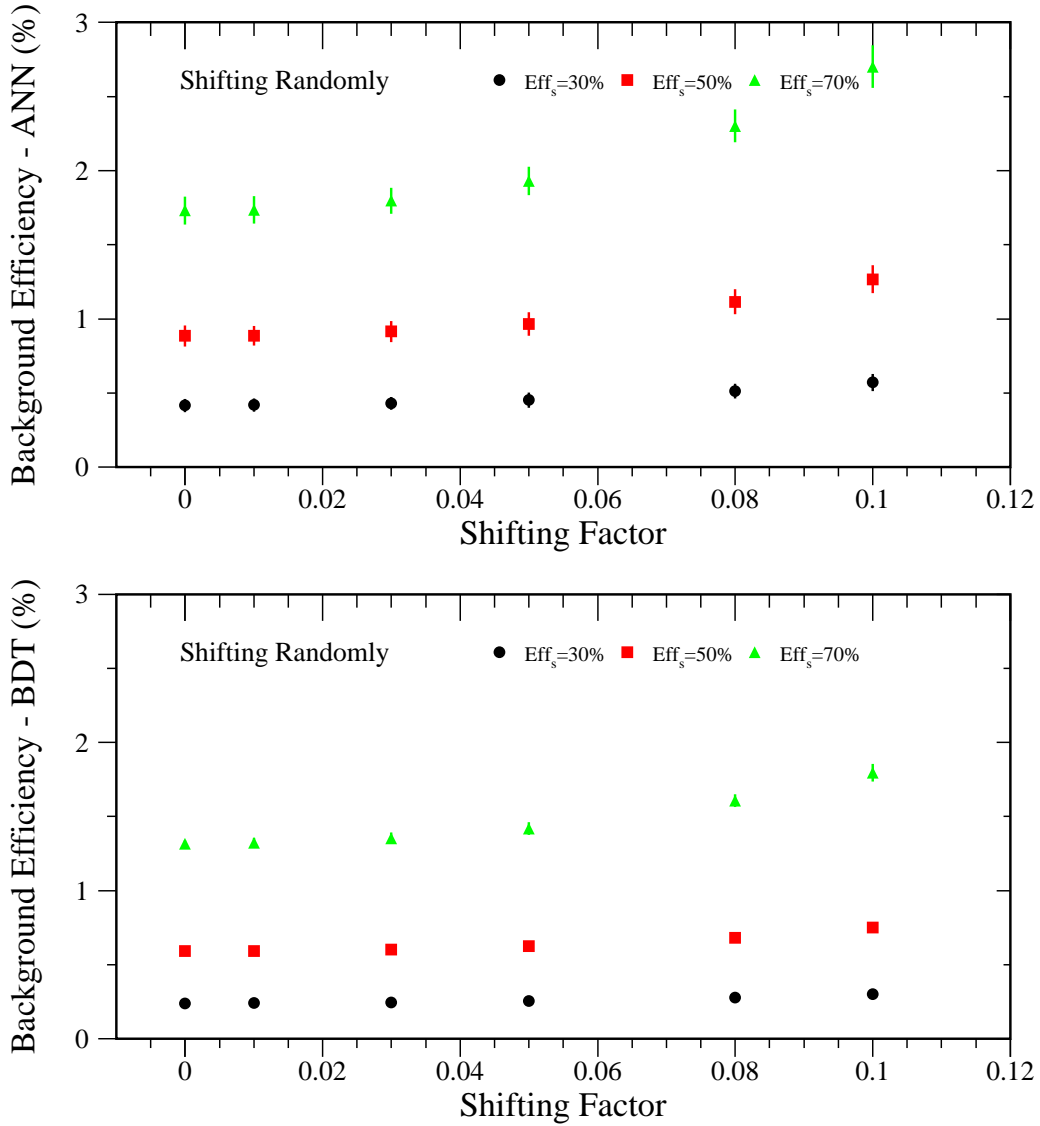 Background Efficiency - ANN (%)
3
2
1
0
Shifting Randomly
Eff_s=30% Eff_s=50% Eff_s=70%
0 0.02 0.04 0.06 0.08 0.1 0.12
Shifting Factor
Background Efficiency - BDT (%)
3
2
1
0
Shifting Randomly
Eff_s=30% Eff_s=50% Eff_s=70%
0 0.02 0.04 0.06 0.08 0.1 0.12
Shifting Factor